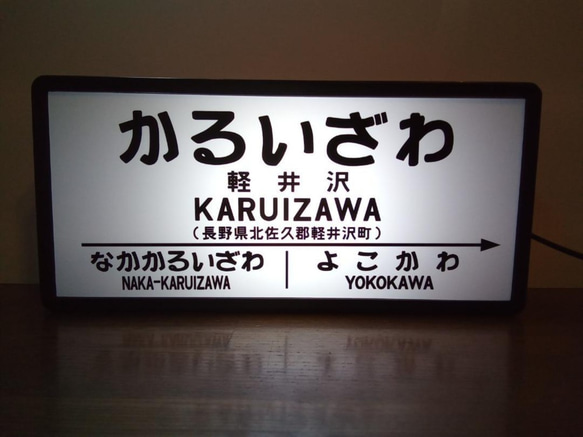 かるいざわ
軽井沢
KARUIZAWA
(長野県北佐久郡軽井沢町)
なかかるいざわ
よこかわ
NAKA-KARUIZAWA
YOKOKAWA